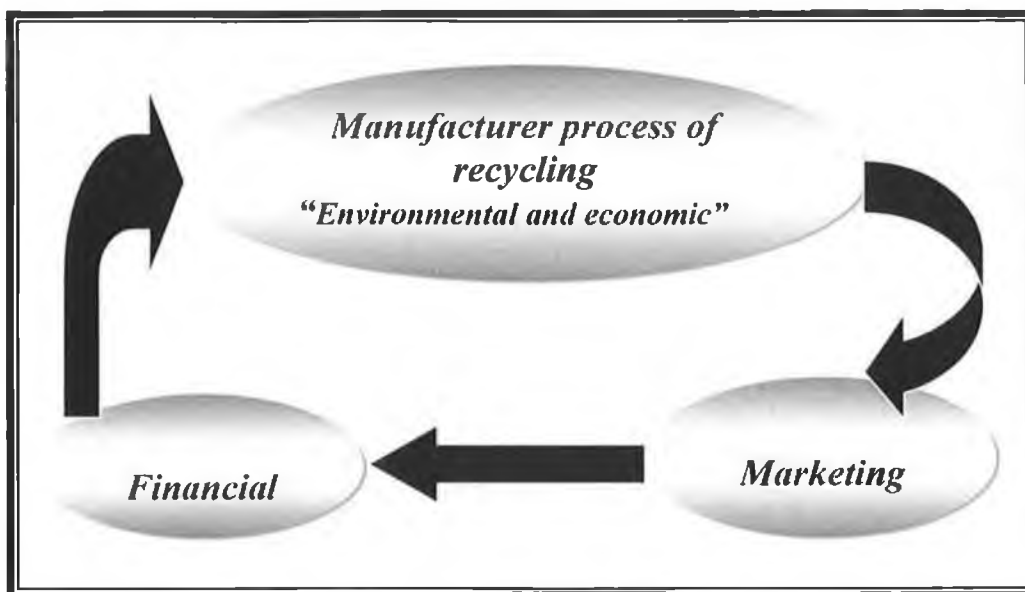 Manufacturer process of
recycling
“Environmental and economic”
Marketing
Financial